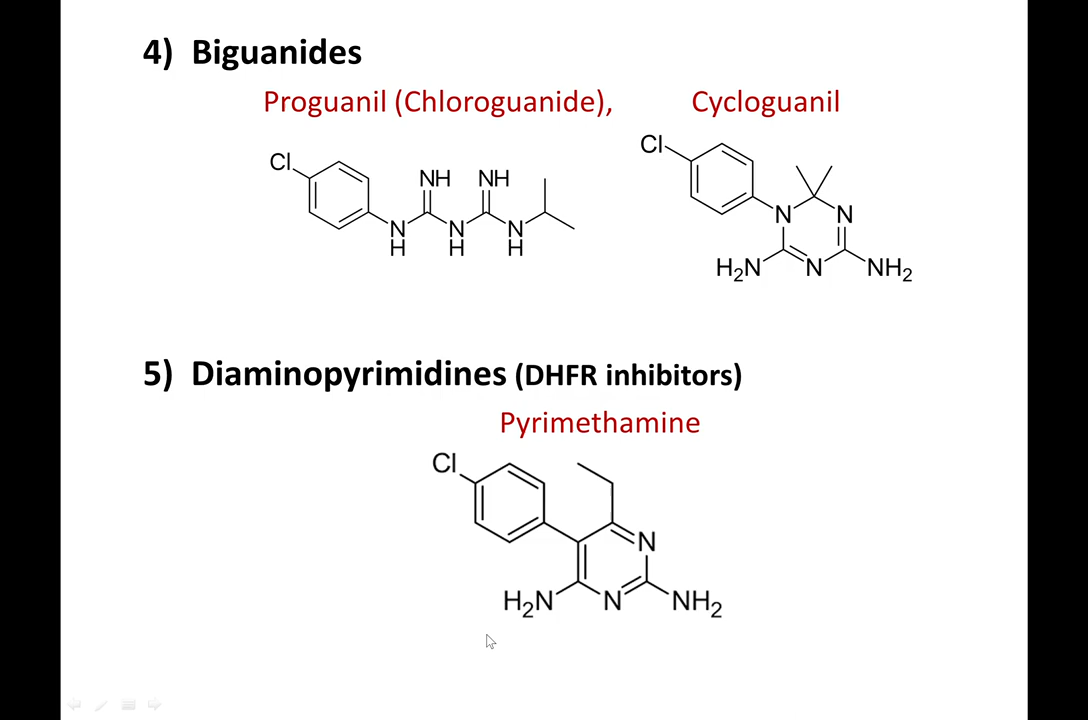 4) Biguanides
Proguanil (Chloroguanide), Cycloguanil
Cl NH NH N H N H N H
Cl N N N H₂N NH₂
5) Diaminopyrimidines (DHFR inhibitors)
Pyrimethamine
Cl
N
H₂N N NH₂